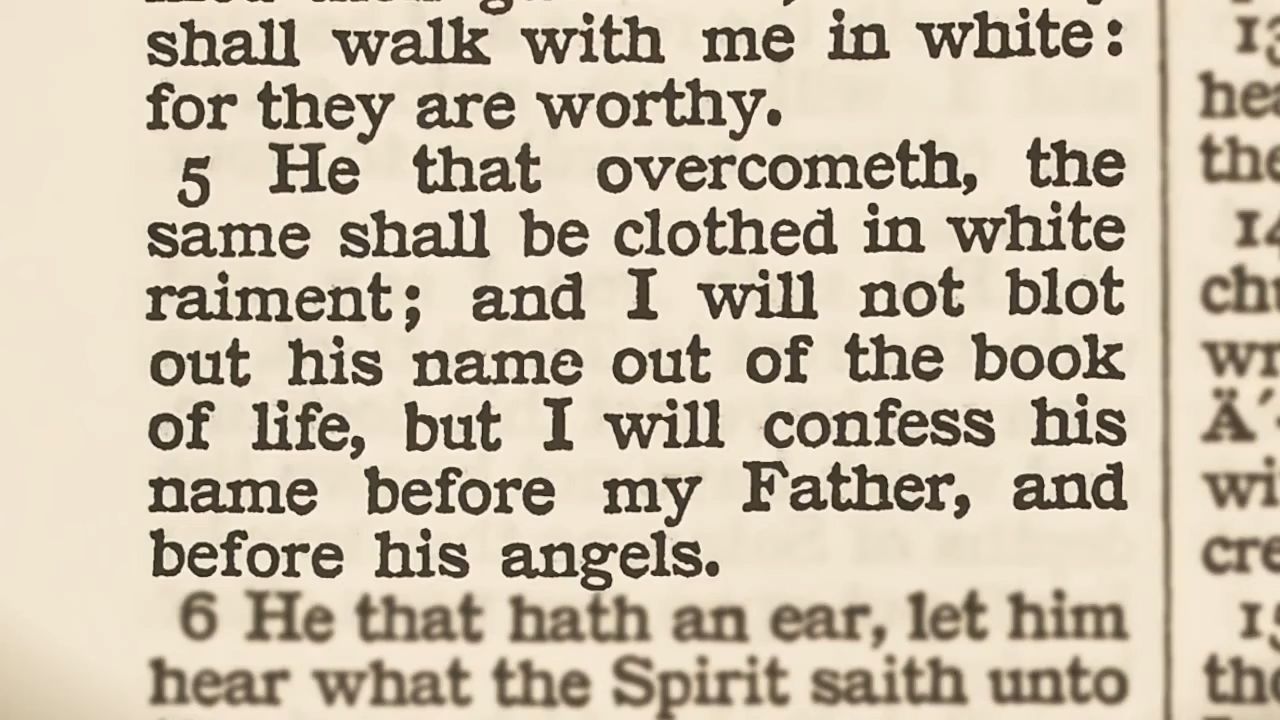 shall walk with me in white:
for they are worthy.
5 He that overcometh, the
same shall be clothed in white
raiment; and I will not blot
out his name out of the book
of life, but I will confess his
name before my Father, and
before his angels.
6 He that hath an ear, let him
hear what the Spirit saith unto